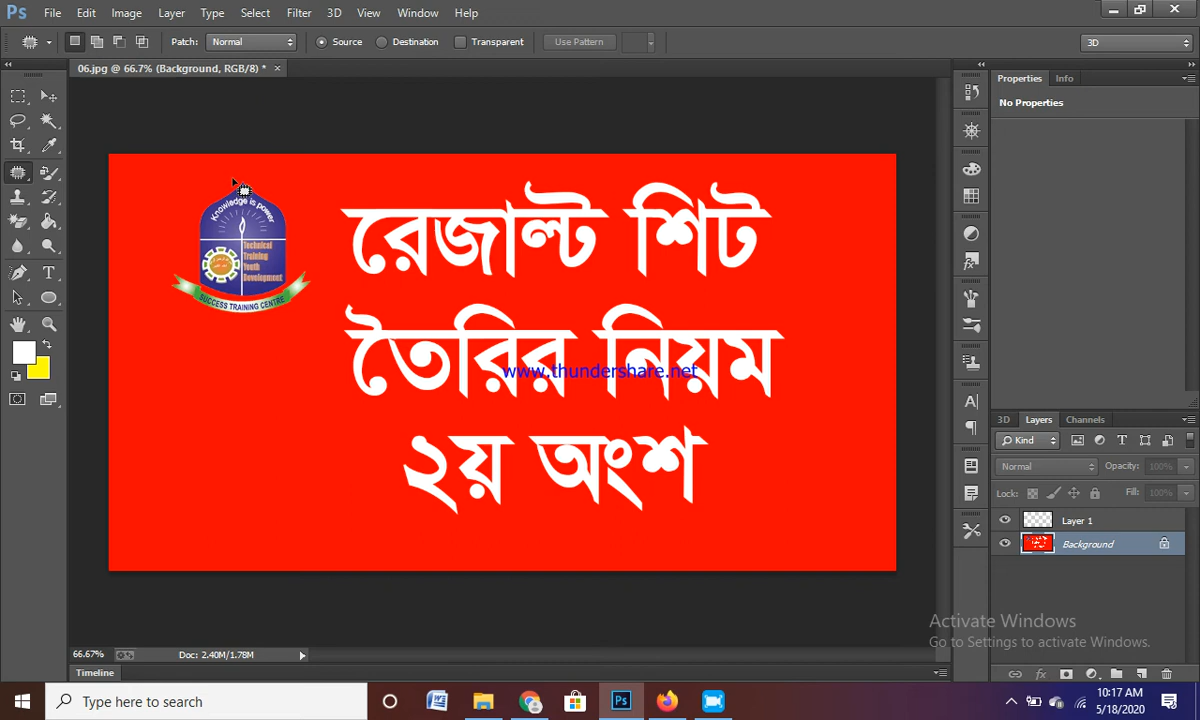 Ps File Edit Image Layer Type Select Filter 3D View Window Help
Patch: Normal Source Destination Transparent Use Pattern 3D
06.jpg @ 66.7% (Background, RGB/8) * ×
Properties Info
No Properties
Knowledge is power
Technical
Training
Youth
Development
SUCCESS TRAINING CENTRE
রেজাল্ট শিট
তৈরির নিয়ম
www.thundershare.net
২য় অংশ
3D Layers Channels
Kind
Normal Opacity: 100%
Lock: Fill: 100%
Layer 1
Background
Activate Windows
Go to Settings to activate Windows.
66.67% Doc: 2.40M/1.78M
Timeline
Type here to search
10:17 AM
5/18/2020